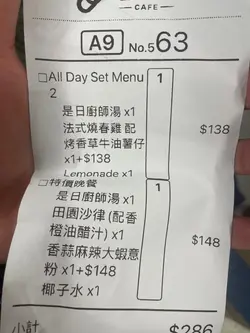 CAFE
A9 No.563
□All Day Set Menu 1
2
是日廚師湯 x1
法式燒春雞 配 $138
烤香草牛油薯仔
x1+$138
Lemonade x1
□特價晚餐 1
是日廚師湯 x1
田園沙律 (配香
橙油醋汁) x1 $148
香蒜麻辣大蝦意
粉 x1+$148
椰子水 x1
小計 $286